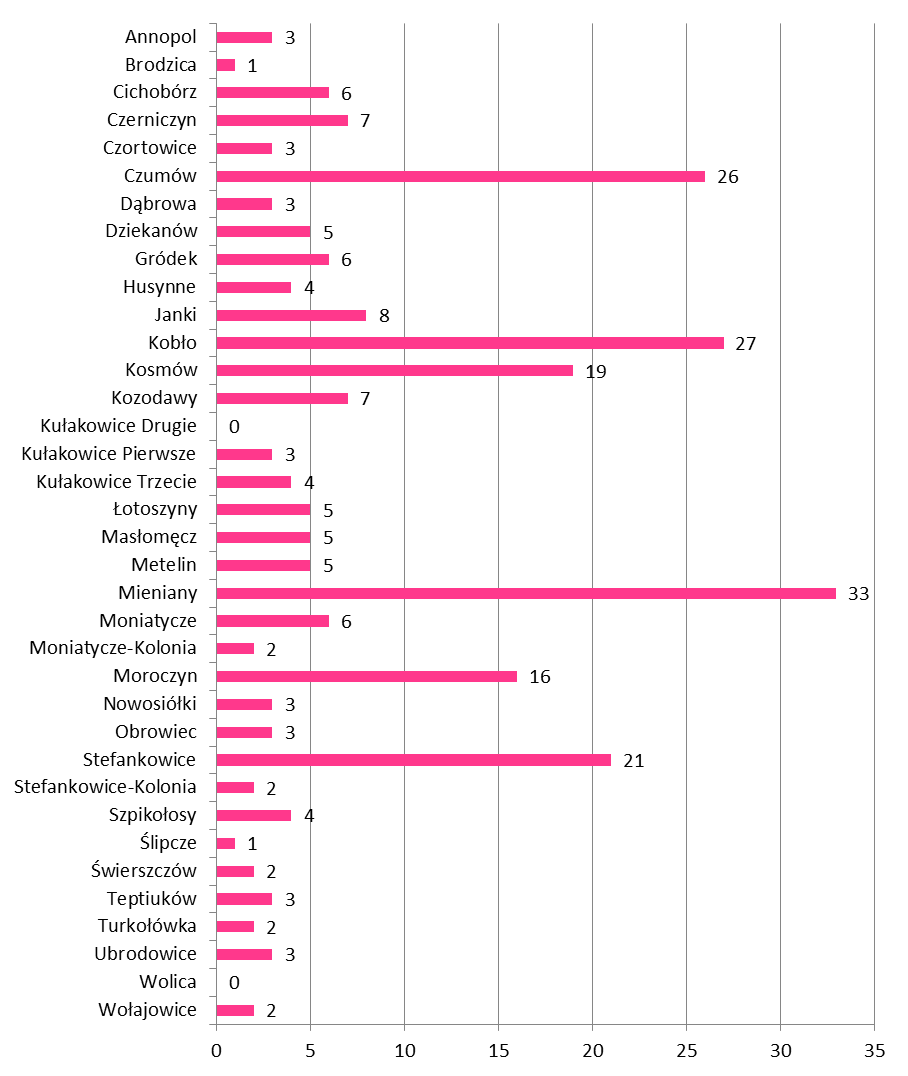 Annopol 3
Brodzica 1
Cichobórz 6
Czerniczyn 7
Czortowice 3
Czumów 26
Dąbrowa 3
Dziekanów 5
Gródek 6
Husynne 4
Janki 8
Kobło 27
Kosmów 19
Kozodawy 7
Kułakowice Drugie 0
Kułakowice Pierwsze 3
Kułakowice Trzecie 4
Łotoszyny 5
Masłomęcz 5
Metelin 5
Mieniany 33
Moniatycze 6
Moniatycze-Kolonia 2
Moroczyn 16
Nowosiółki 3
Obrowiec 3
Stefankowice 21
Stefankowice-Kolonia 2
Szpikołosy 4
Ślipcze 1
Świerszczów 2
Teptiuków 3
Turkołówka 2
Ubrodowice 3
Wolica 0
Wołajowice 2
0 5 10 15 20 25 30 35